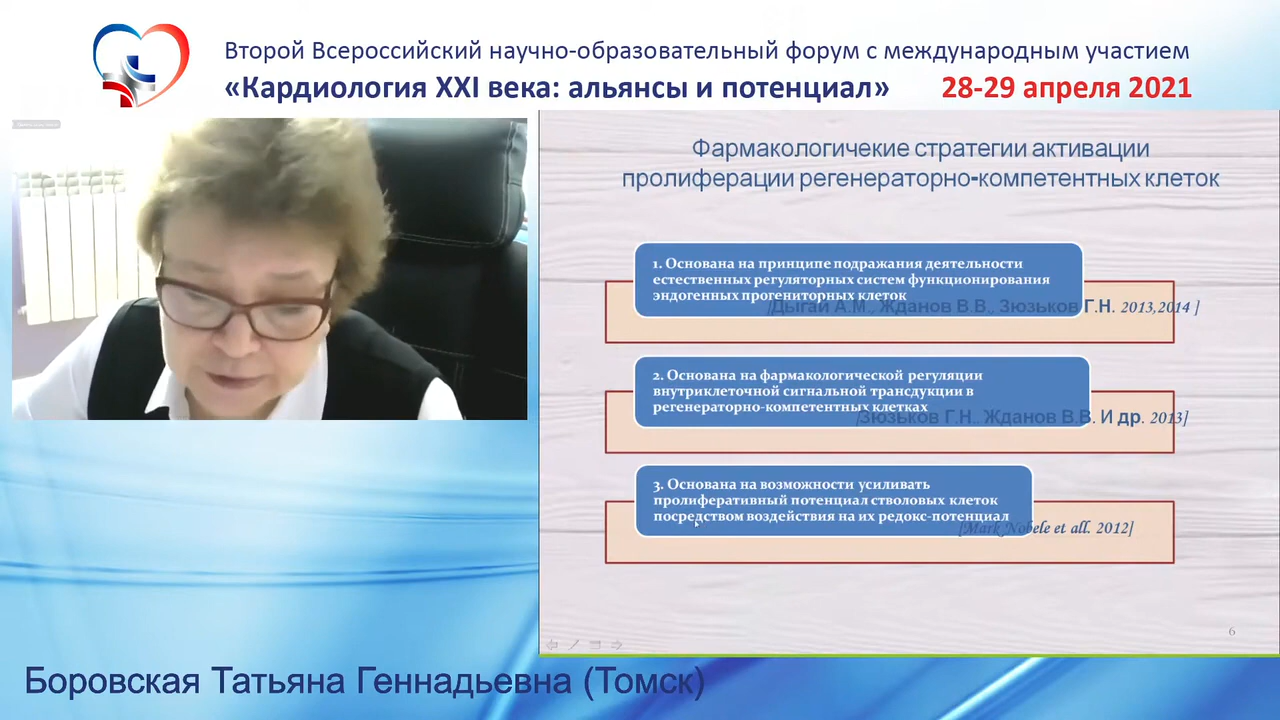 Второй Всероссийский научно-образовательный форум с международным участием
«Кардиология XXI века: альянсы и потенциал» 28-29 апреля 2021
Фармакологичекие стратегии активации
пролиферации регенераторно-компетентных клеток
1. Основана на принципе подражания деятельности
естественных регуляторных систем функционирования
эндогенных прогениторных клеток
[Дыгай А.М., Жданов В.В., Зюзьков Г.Н. 2013,2014 ]
2. Основана на фармакологической регуляции
внутриклеточной сигнальной трансдукции в
регенераторно-компетентных клетках
[Зюзьков Г.Н., Жданов В.В. И др. 2013]
3. Основана на возможности усиливать
пролиферативный потенциал стволовых клеток
посредством воздействия на их редокс-потенциал
[Mark Nobele et all. 2012]
6
Боровская Татьяна Геннадьевна (Томск)